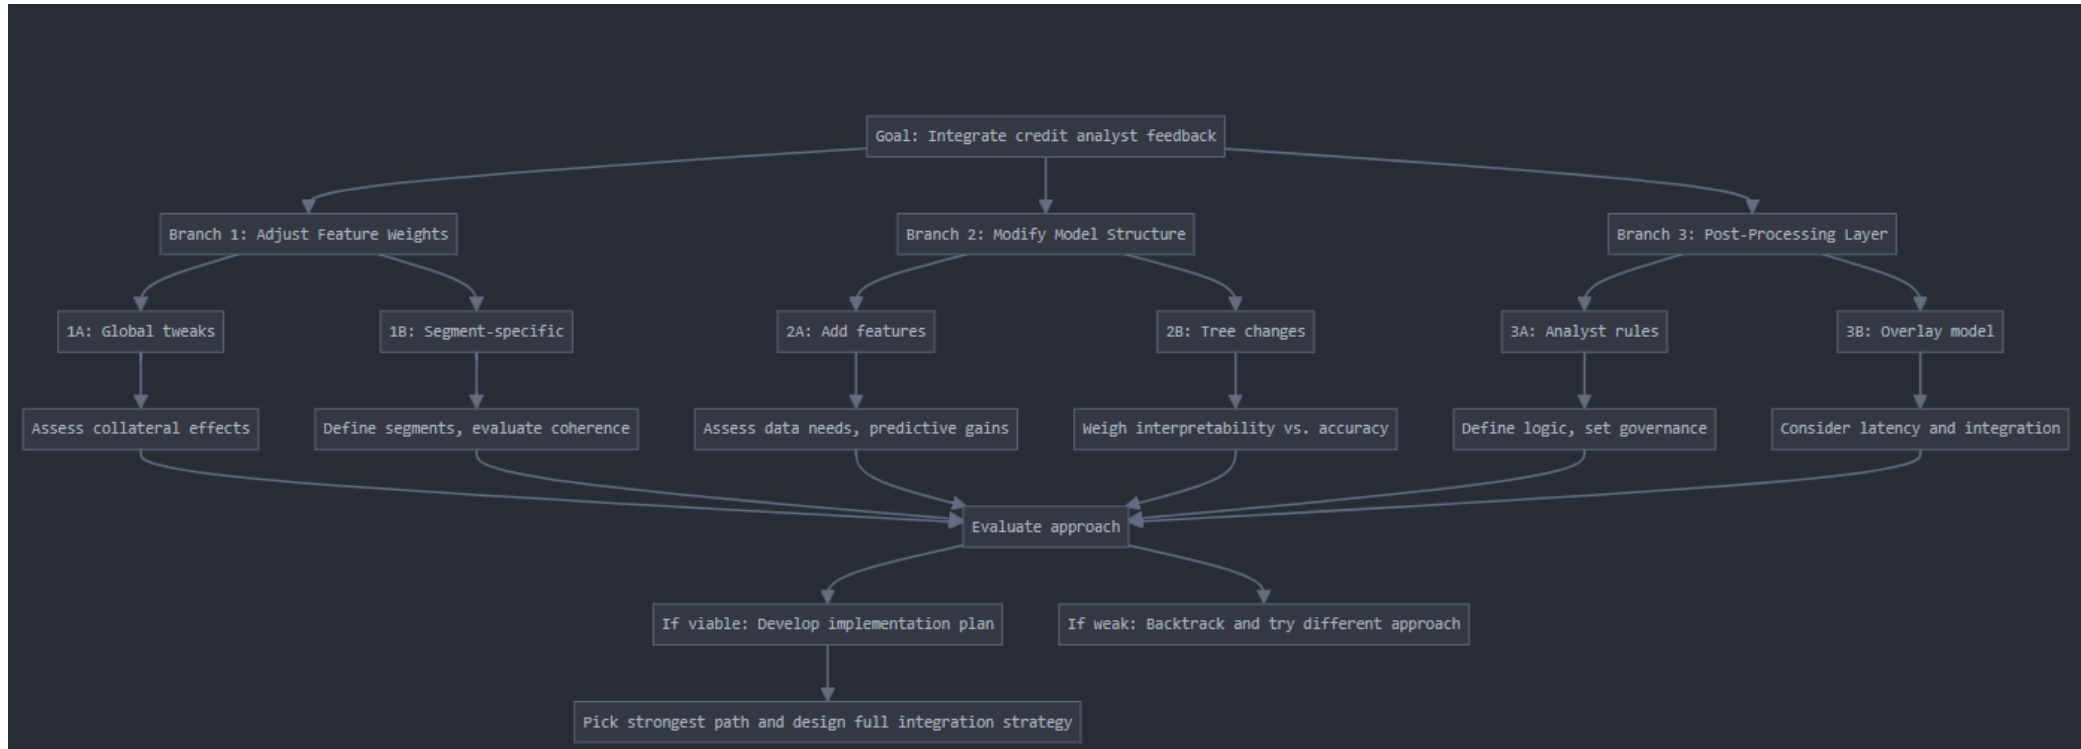 Goal: Integrate credit analyst feedback
Branch 1: Adjust Feature Weights
Branch 2: Modify Model Structure
Branch 3: Post-Processing Layer
1A: Global tweaks
1B: Segment-specific
2A: Add features
2B: Tree changes
3A: Analyst rules
3B: Overlay model
Assess collateral effects
Define segments, evaluate coherence
Assess data needs, predictive gains
Weigh interpretability vs. accuracy
Define logic, set governance
Consider latency and integration
Evaluate approach
If viable: Develop implementation plan
If weak: Backtrack and try different approach
Pick strongest path and design full integration strategy